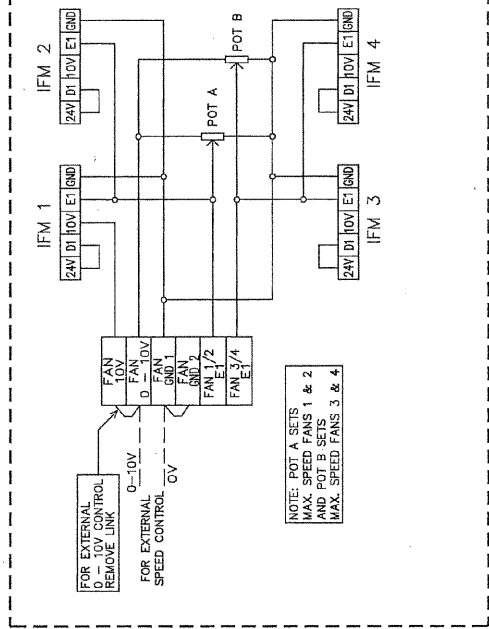 IFM 2
24V D1 10V E1 GND
IFM 1
24V D1 10V E1 GND
POT B
POT A
IFM 4
24V D1 10V E1 GND
IFM 3
24V D1 10V E1 GND
FAN
10V
FAN
0 – 10V
FAN
GND 1
FAN
GND 2
FAN 1/2
E1
FAN 3/4
E1
FOR EXTERNAL
0 – 10V CONTROL
REMOVE LINK
0–10V
FOR EXTERNAL
SPEED CONTROL
0V
NOTE: POT A SETS
MAX. SPEED FANS 1 & 2
AND POT B SETS
MAX. SPEED FANS 3 & 4